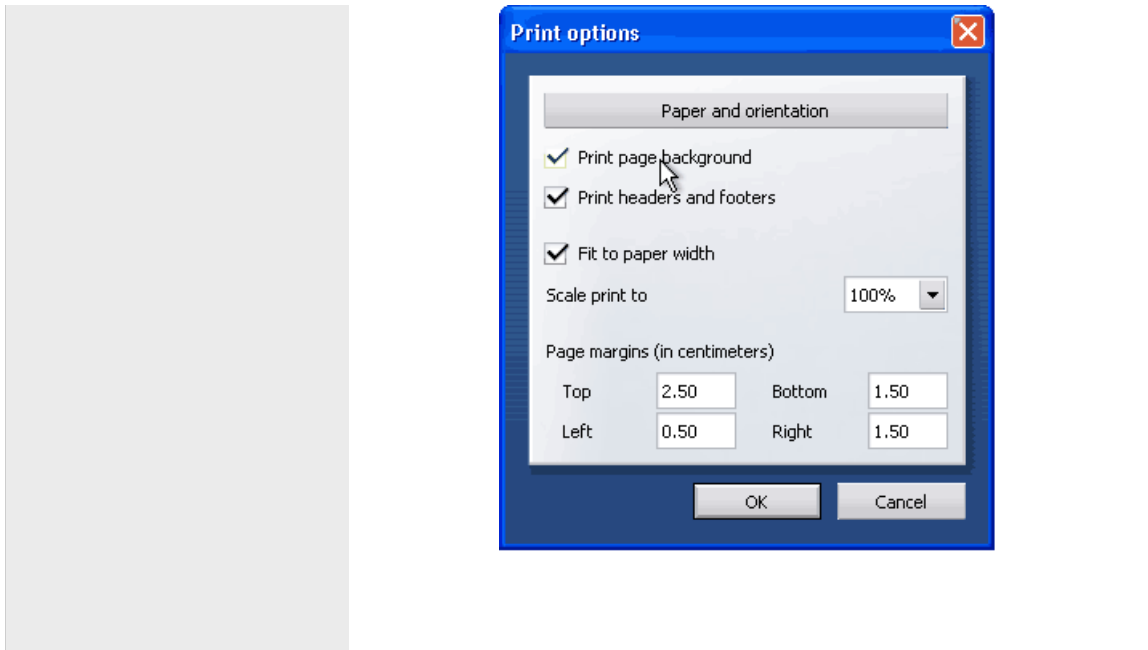 Print options
Paper and orientation
Print page background
Print headers and footers
Fit to paper width
Scale print to 100%
Page margins (in centimeters)
Top 2.50 Bottom 1.50
Left 0.50 Right 1.50
OK Cancel